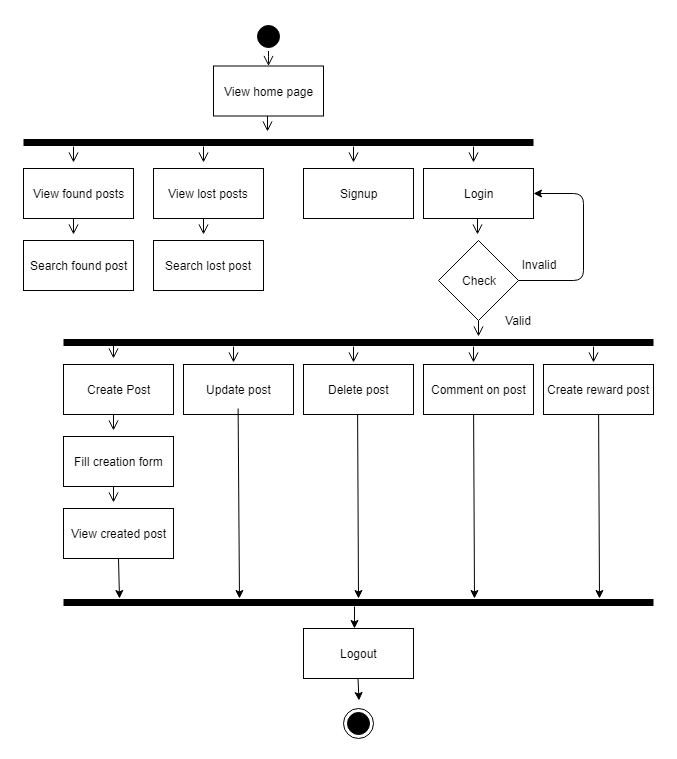 View home page
View found posts
View lost posts
Signup
Login
Search found post
Search lost post
Check
Invalid
Valid
Create Post
Update post
Delete post
Comment on post
Create reward post
Fill creation form
View created post
Logout